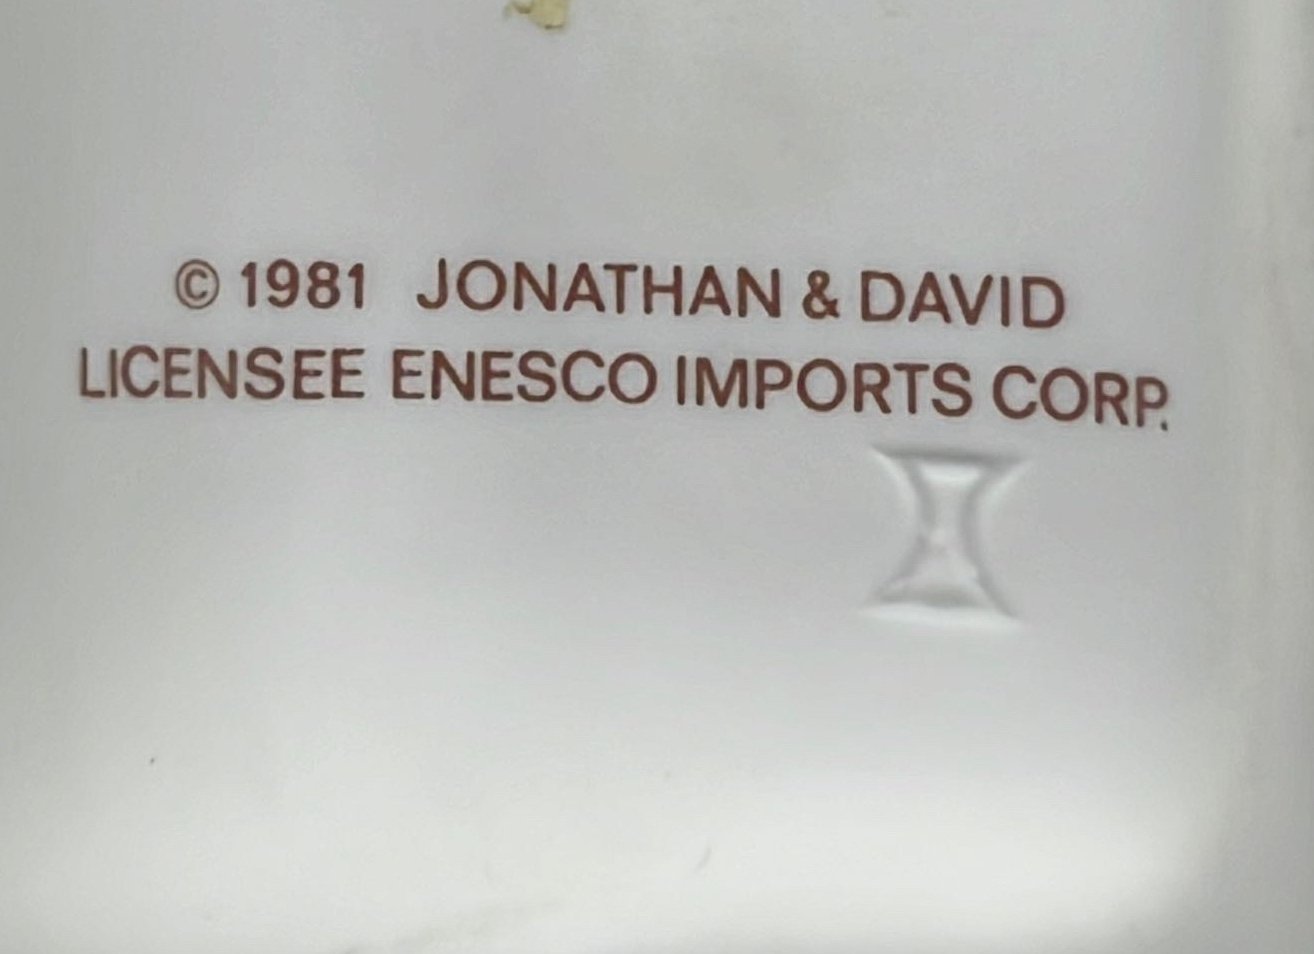 © 1981 JONATHAN & DAVID
LICENSEE ENESCO IMPORTS CORP.